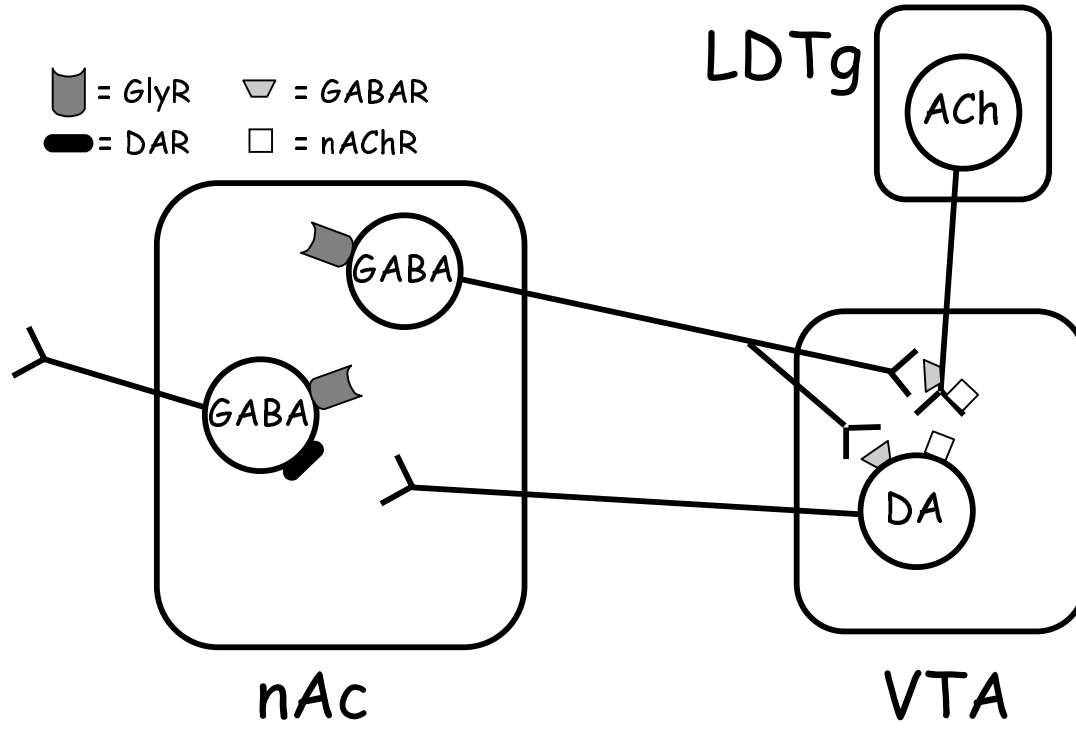 LDTg
ACh
= GlyR
= GABAR
= DAR
= nAChR
GABA
GABA
DA
nAc
VTA